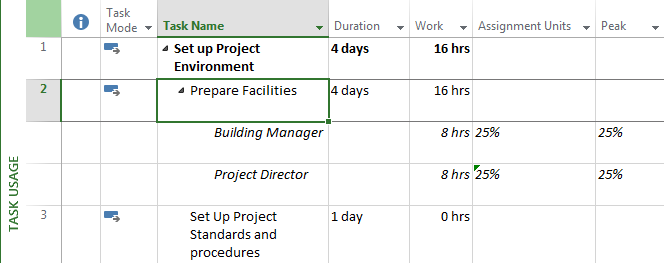 Task
Mode
Task Name
Duration
Work
Assignment Units
Peak
1
Set up Project
Environment
4 days
16 hrs
2
Prepare Facilities
4 days
16 hrs
Building Manager
8 hrs
25%
25%
Project Director
8 hrs
25%
25%
3
Set Up Project
Standards and
procedures
1 day
0 hrs
TASK USAGE